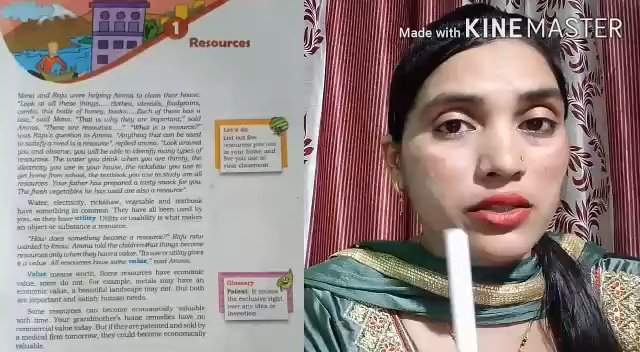 1
Resources
Mona and Raju were helping Amma to clean their house.
"Look at all these things.... clothes, utensils, foodgrains,
combs, this bottle of honey, books..... Each of these has a
use," said Mona. "That is why they are important," said
Amma. "These are resources....." "What is a resource?"
was Raju's question to Amma. "Anything that can be used
to satisfy a need is a resource", replied amma. "Look around
you and observe, you will be able to identify many types of
resources. The water you drink when you are thirsty, the
electricity you use in your house, the rickshaw you use to
get home from school, the textbook you use to study are all
resources. Your father has prepared a tasty snack for you.
The fresh vegetables he has used are also a resource".
Water, electricity, rickshaw, vegetable and textbook
have something in common. They have all been used by
you, so they have utility. Utility or usability is what makes
an object or substance a resource.
"How does something become a resource?" Raju now
wanted to know. Amma told the children that things become
resources only when they have a value. "Its use or utility gives
it a value. All resources have some value," said Amma.
Value means worth. Some resources have economic
value, some do not. For example, metals may have an
economic value, a beautiful landscape may not. But both
are important and satisfy human needs.
Some resources can become economically valuable
with time. Your grandmother's home remedies have no
commercial value today. But if they are patented and sold by
a medical firm tomorrow, they could become economically
valuable.
Let's do
List out five
resources you use
in your home and
five you use in
your classroom
Glossary
Patent: It means
the exclusive right
over any idea or
invention
Made with KINEMASTER